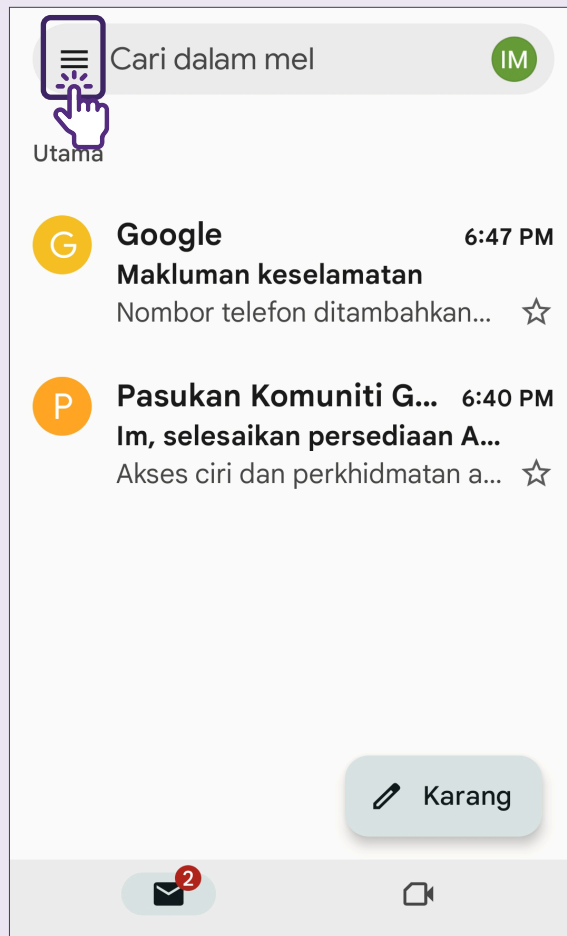 Cari dalam mel
IM
Utama
G
Google 6:47 PM
Makluman keselamatan
Nombor telefon ditambahkan...
P
Pasukan Komuniti G... 6:40 PM
Im, selesaikan persediaan A...
Akses ciri dan perkhidmatan a...
Karang
2